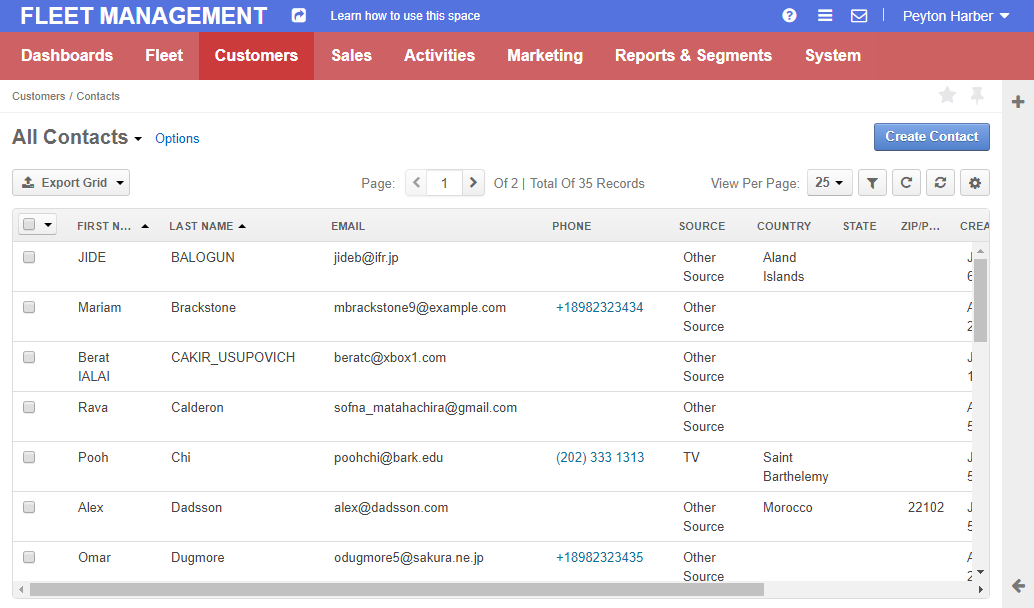 FLEET MANAGEMENT Learn how to use this space Peyton Harber
Dashboards Fleet Customers Sales Activities Marketing Reports & Segments System
Customers / Contacts
All Contacts Options Create Contact
Export Grid Page: 1 Of 2 | Total Of 35 Records View Per Page: 25
FIRST N... LAST NAME EMAIL PHONE SOURCE COUNTRY STATE ZIP/P... CREA
JIDE BALOGUN jideb@ifr.jp Other Aland J
Source Islands 6
Mariam Brackstone mbrackstone9@example.com +18982323434 Other A
Source 2
Berat CAKIR_USUPOVICH beratc@xbox1.com Other J
IALAI Source 1
Rava Calderon sofna_matahachira@gmail.com Other A
Source 5
Pooh Chi poohchi@bark.edu (202) 333 1313 TV Saint J
Barthelemy 5
Alex Dadsson alex@dadsson.com Other Morocco 22102 J
Source 5
Omar Dugmore odugmore5@sakura.ne.jp +18982323435 Other A
Source 2